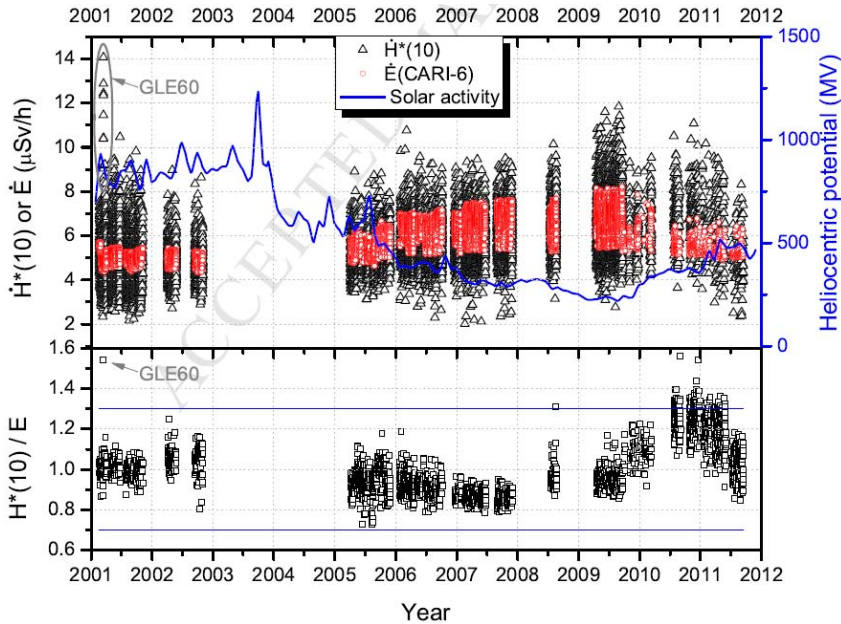 2001 2002 2003 2004 2005 2006 2007 2008 2009 2010 2011 2012
14
12
10
8
6
4
2
Ḣ*(10) or Ė (μSv/h)
GLE60
Ḣ*(10)
Ė(CARI-6)
Solar activity
ACCEPTED MA
1500
1000
500
0
Heliocentric potential (MV)
1.6
1.4
1.2
1.0
0.8
0.6
H*(10) / E
GLE60
2001 2002 2003 2004 2005 2006 2007 2008 2009 2010 2011 2012
Year